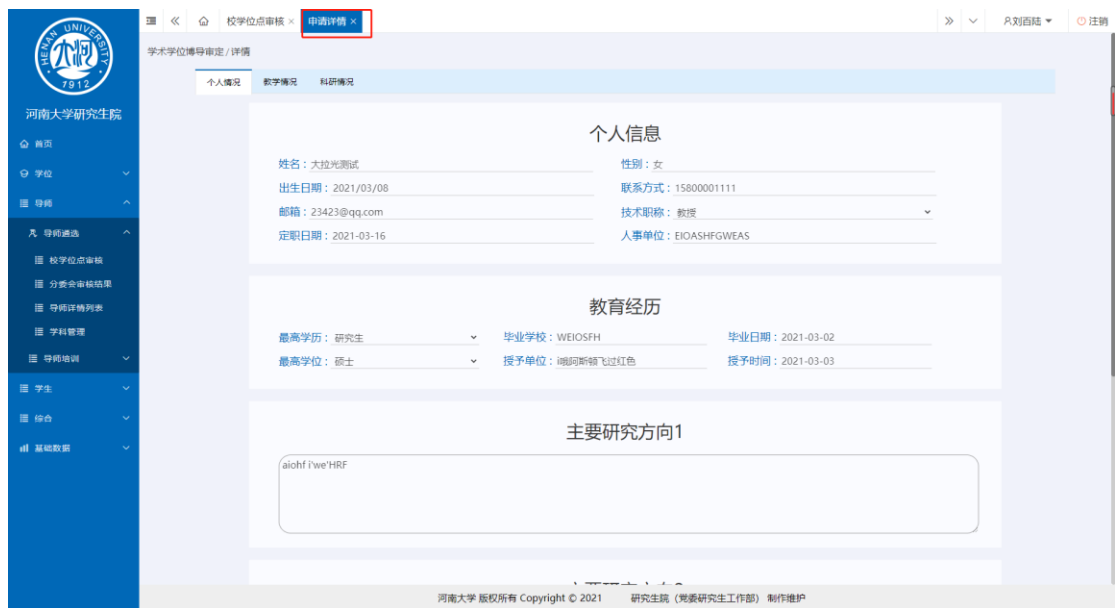 HENAN UNIVERSITY
1912
河南大学研究生院
首页
学位
导师
导师遴选
校学位点审核
分委会审核结果
导师详情列表
学科管理
导师培训
学生
综合
基础数据
校学位点审核 ×
申请详情 ×
刘百陆
注销
学术学位博导审定 / 详情
个人情况 教学情况 科研情况
个人信息
姓名：大拉光测试 性别：女
出生日期：2021/03/08 联系方式：15800001111
邮箱：23423@qq.com 技术职称：教授
定职日期：2021-03-16 人事单位：EIOASHFGWEAS
教育经历
最高学历：研究生 毕业学校：WEIOSFH 毕业日期：2021-03-02
最高学位：硕士 授予单位：i哦阿斯顿飞过红色 授予时间：2021-03-03
主要研究方向1
aiohf i'we'HRF
河南大学 版权所有 Copyright © 2021 研究生院（党委研究生工作部） 制作维护